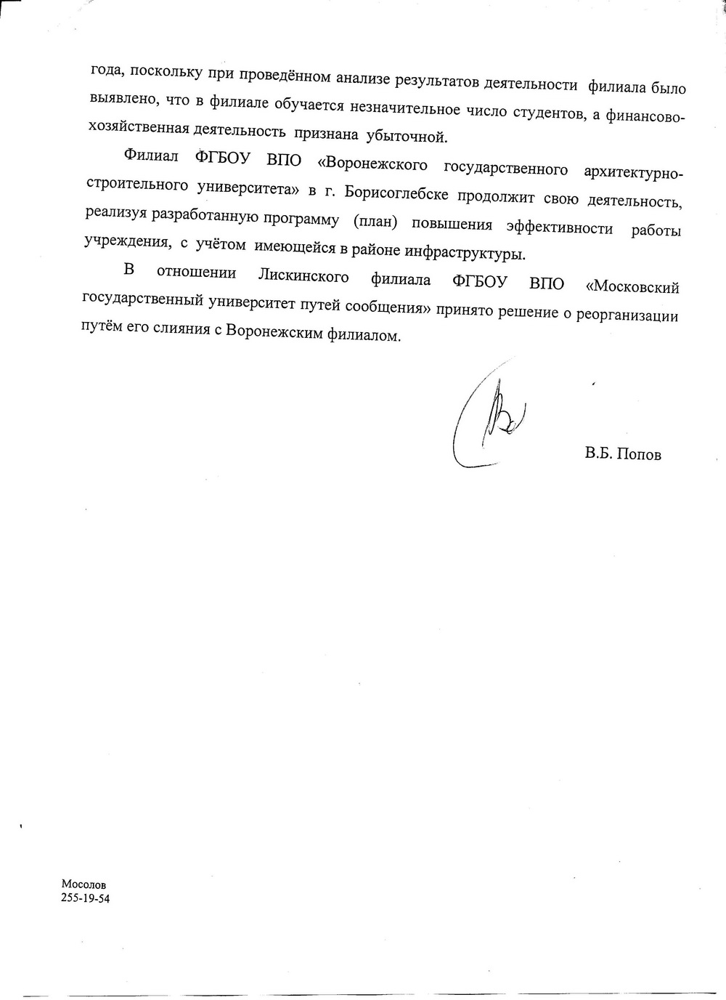 года, поскольку при проведённом анализе результатов деятельности филиала было
выявлено, что в филиале обучается незначительное число студентов, а финансово-
хозяйственная деятельность признана убыточной.
Филиал ФГБОУ ВПО «Воронежского государственного архитектурно-
строительного университета» в г. Борисоглебске продолжит свою деятельность,
реализуя разработанную программу (план) повышения эффективности работы
учреждения, с учётом имеющейся в районе инфраструктуры.
В отношении Лискинского филиала ФГБОУ ВПО «Московский
государственный университет путей сообщения» принято решение о реорганизации
путём его слияния с Воронежским филиалом.
В.Б. Попов
Мосолов
255-19-54